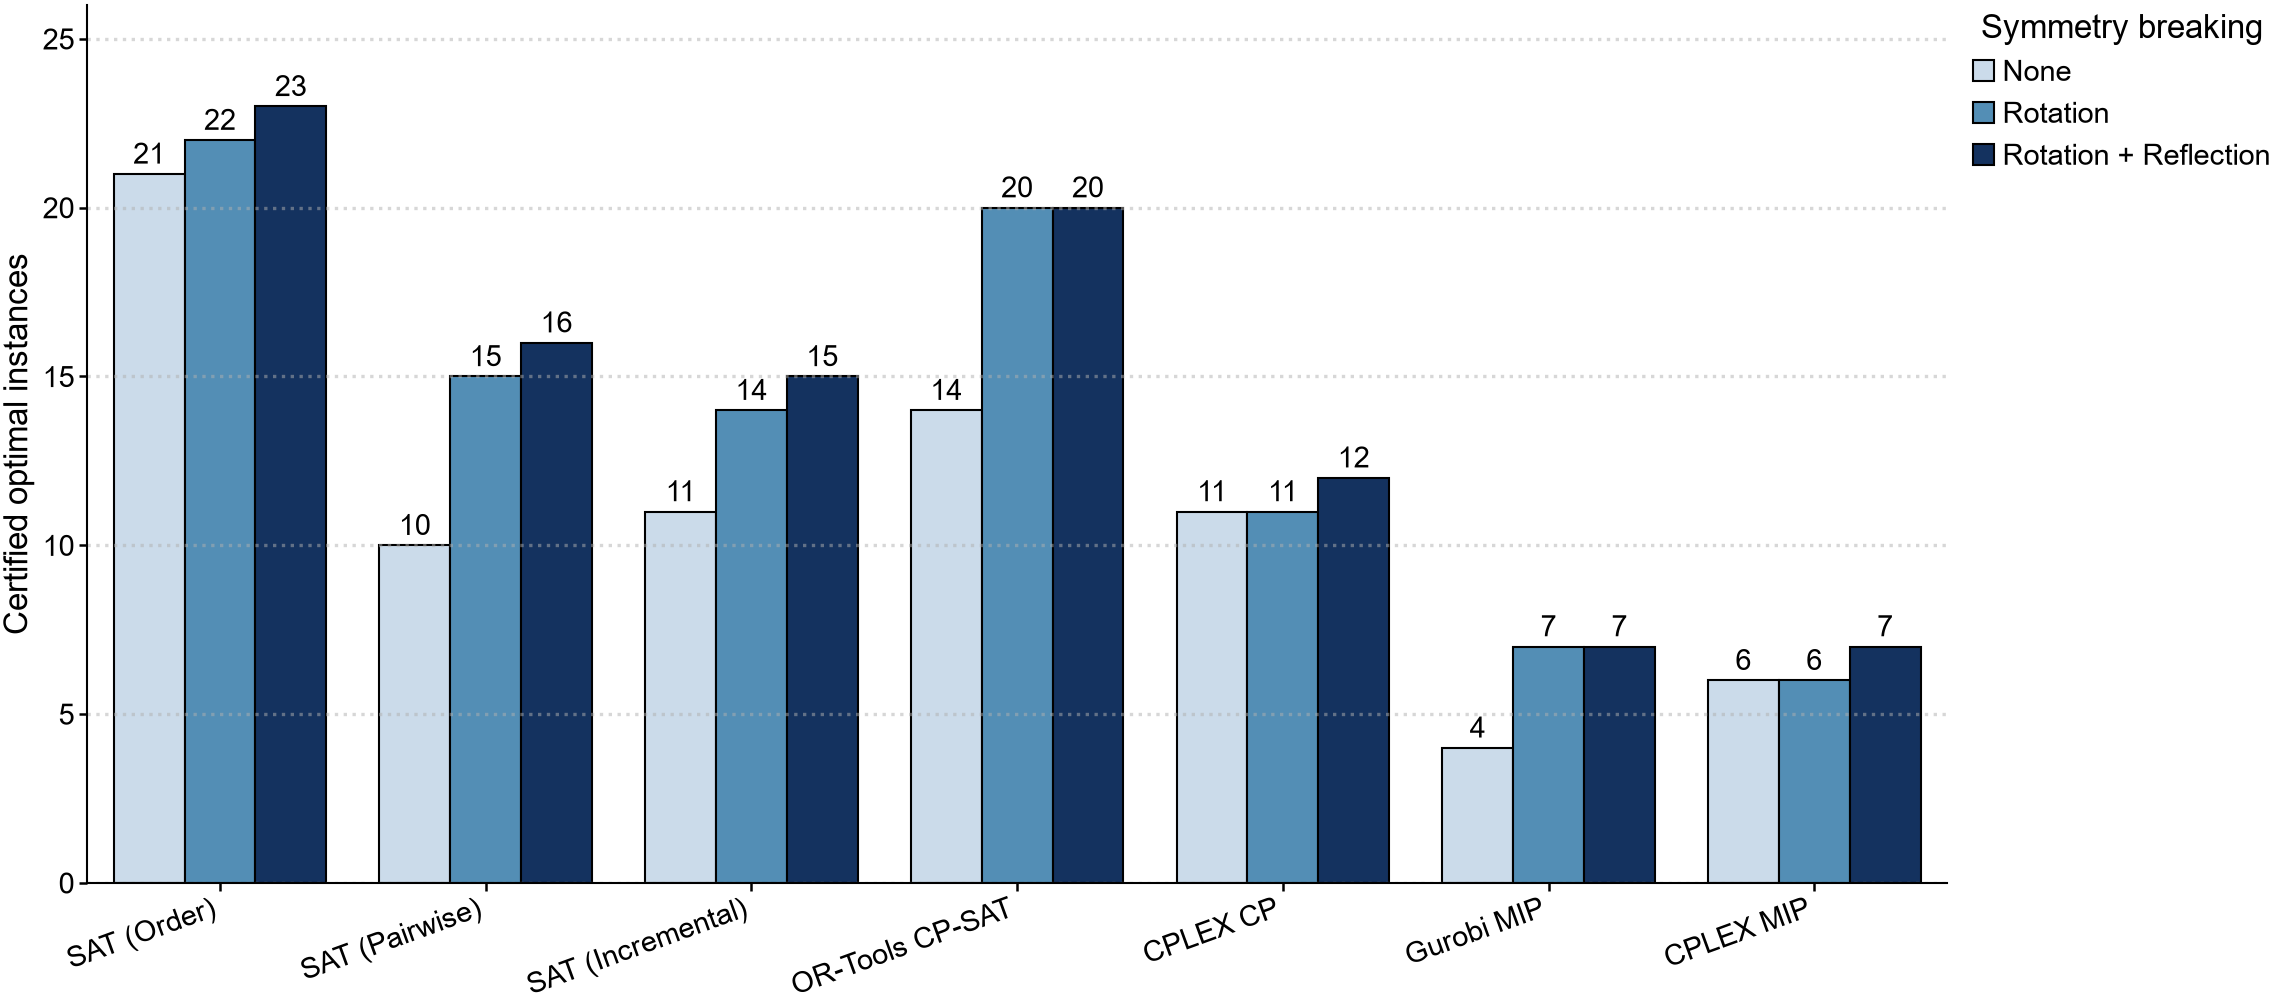 Symmetry breaking
None
Rotation
Rotation + Reflection
Certified optimal instances
25
20
15
10
5
0
21
22
23
10
15
16
11
14
15
14
20
20
11
11
12
4
7
7
6
6
7
SAT (Order)
SAT (Pairwise)
SAT (Incremental)
OR-Tools CP-SAT
CPLEX CP
Gurobi MIP
CPLEX MIP